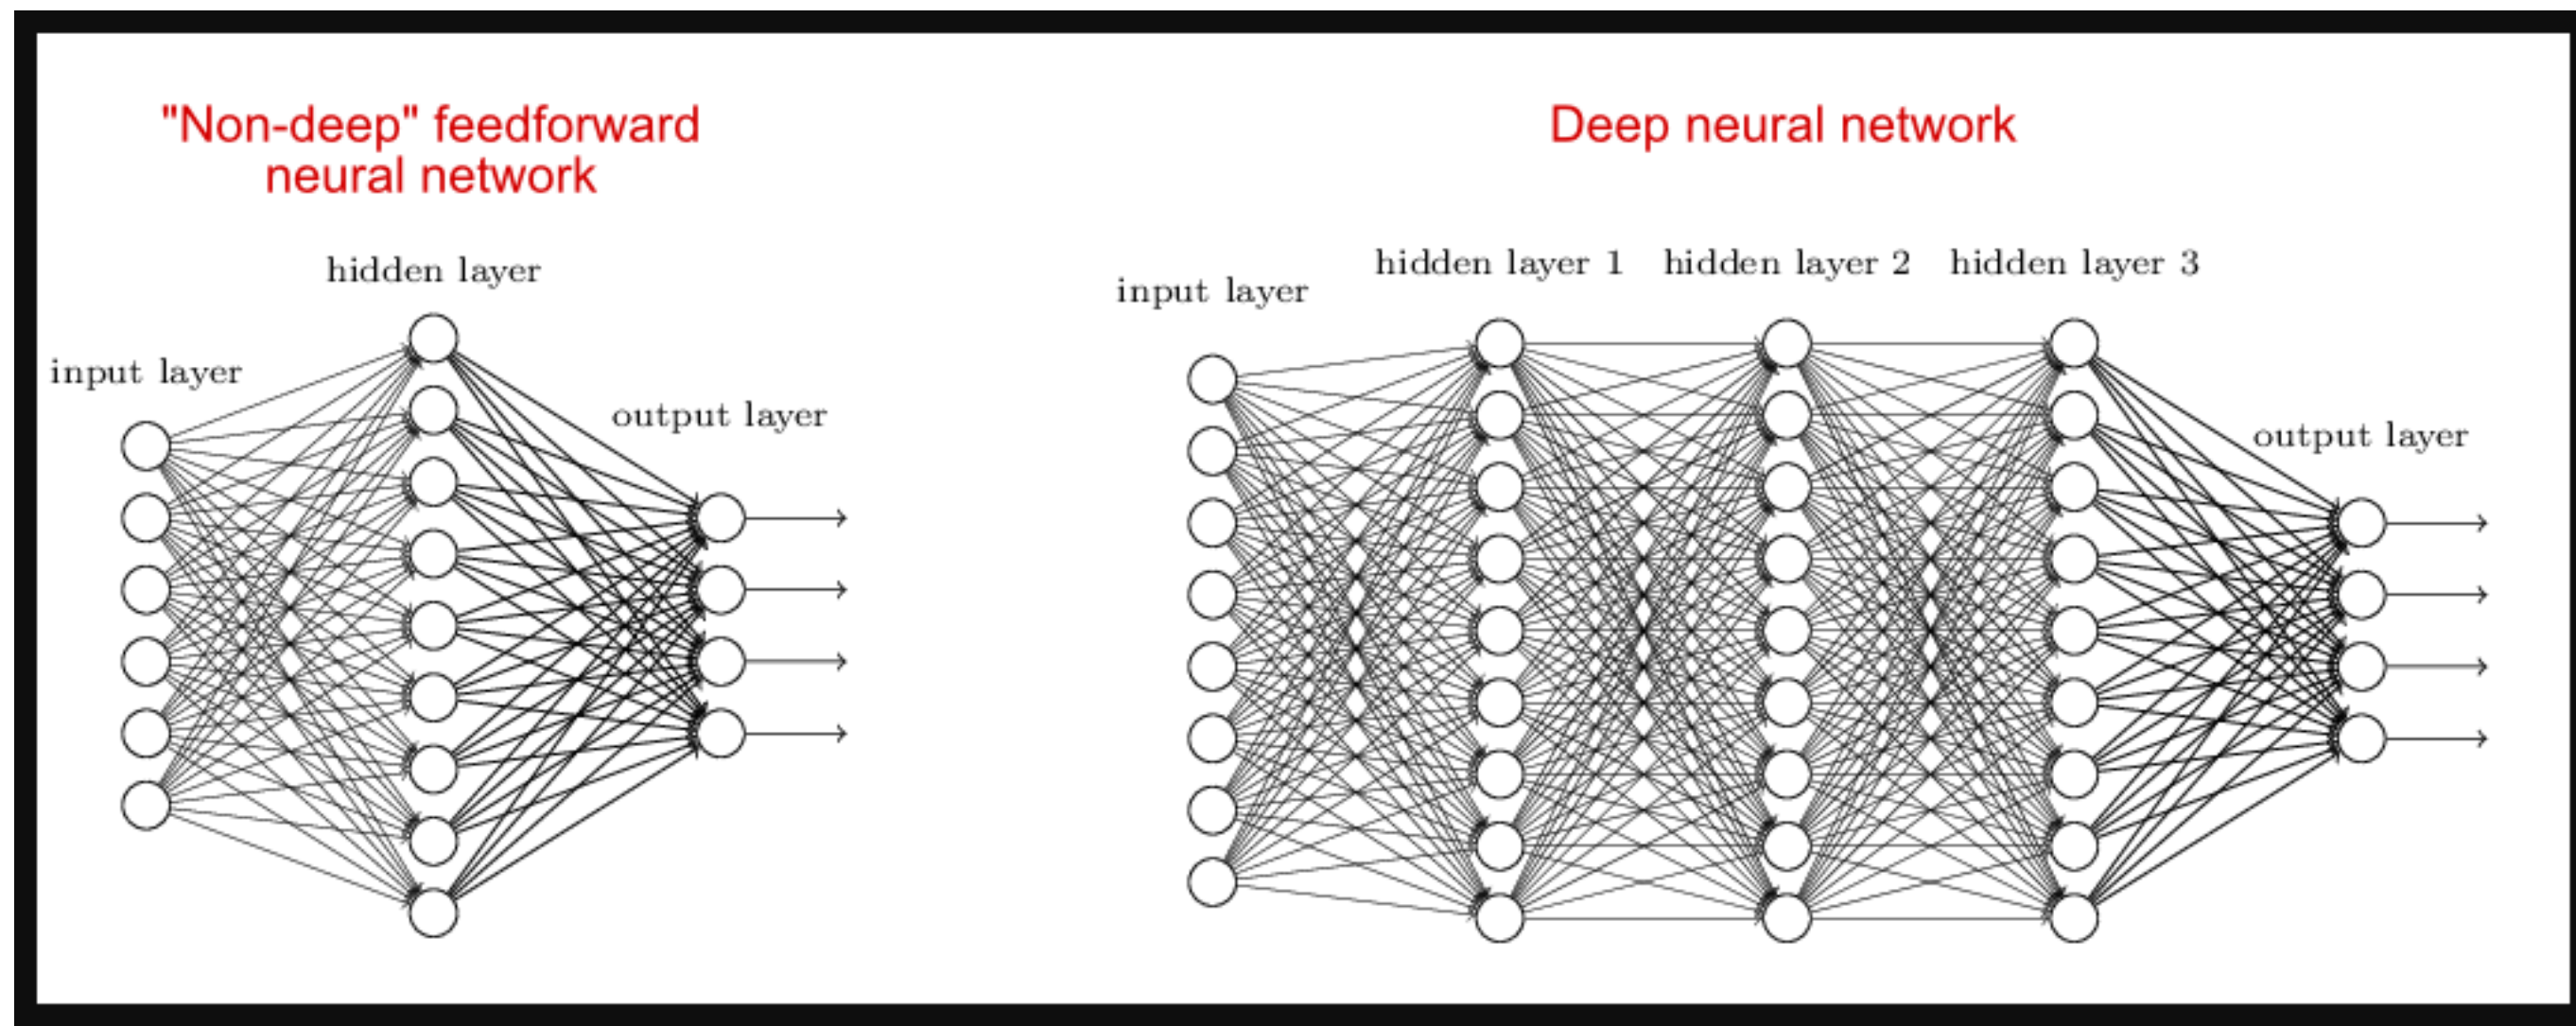 "Non-deep" feedforward
neural network
hidden layer
input layer
output layer
Deep neural network
hidden layer 1
hidden layer 2
hidden layer 3
input layer
output layer